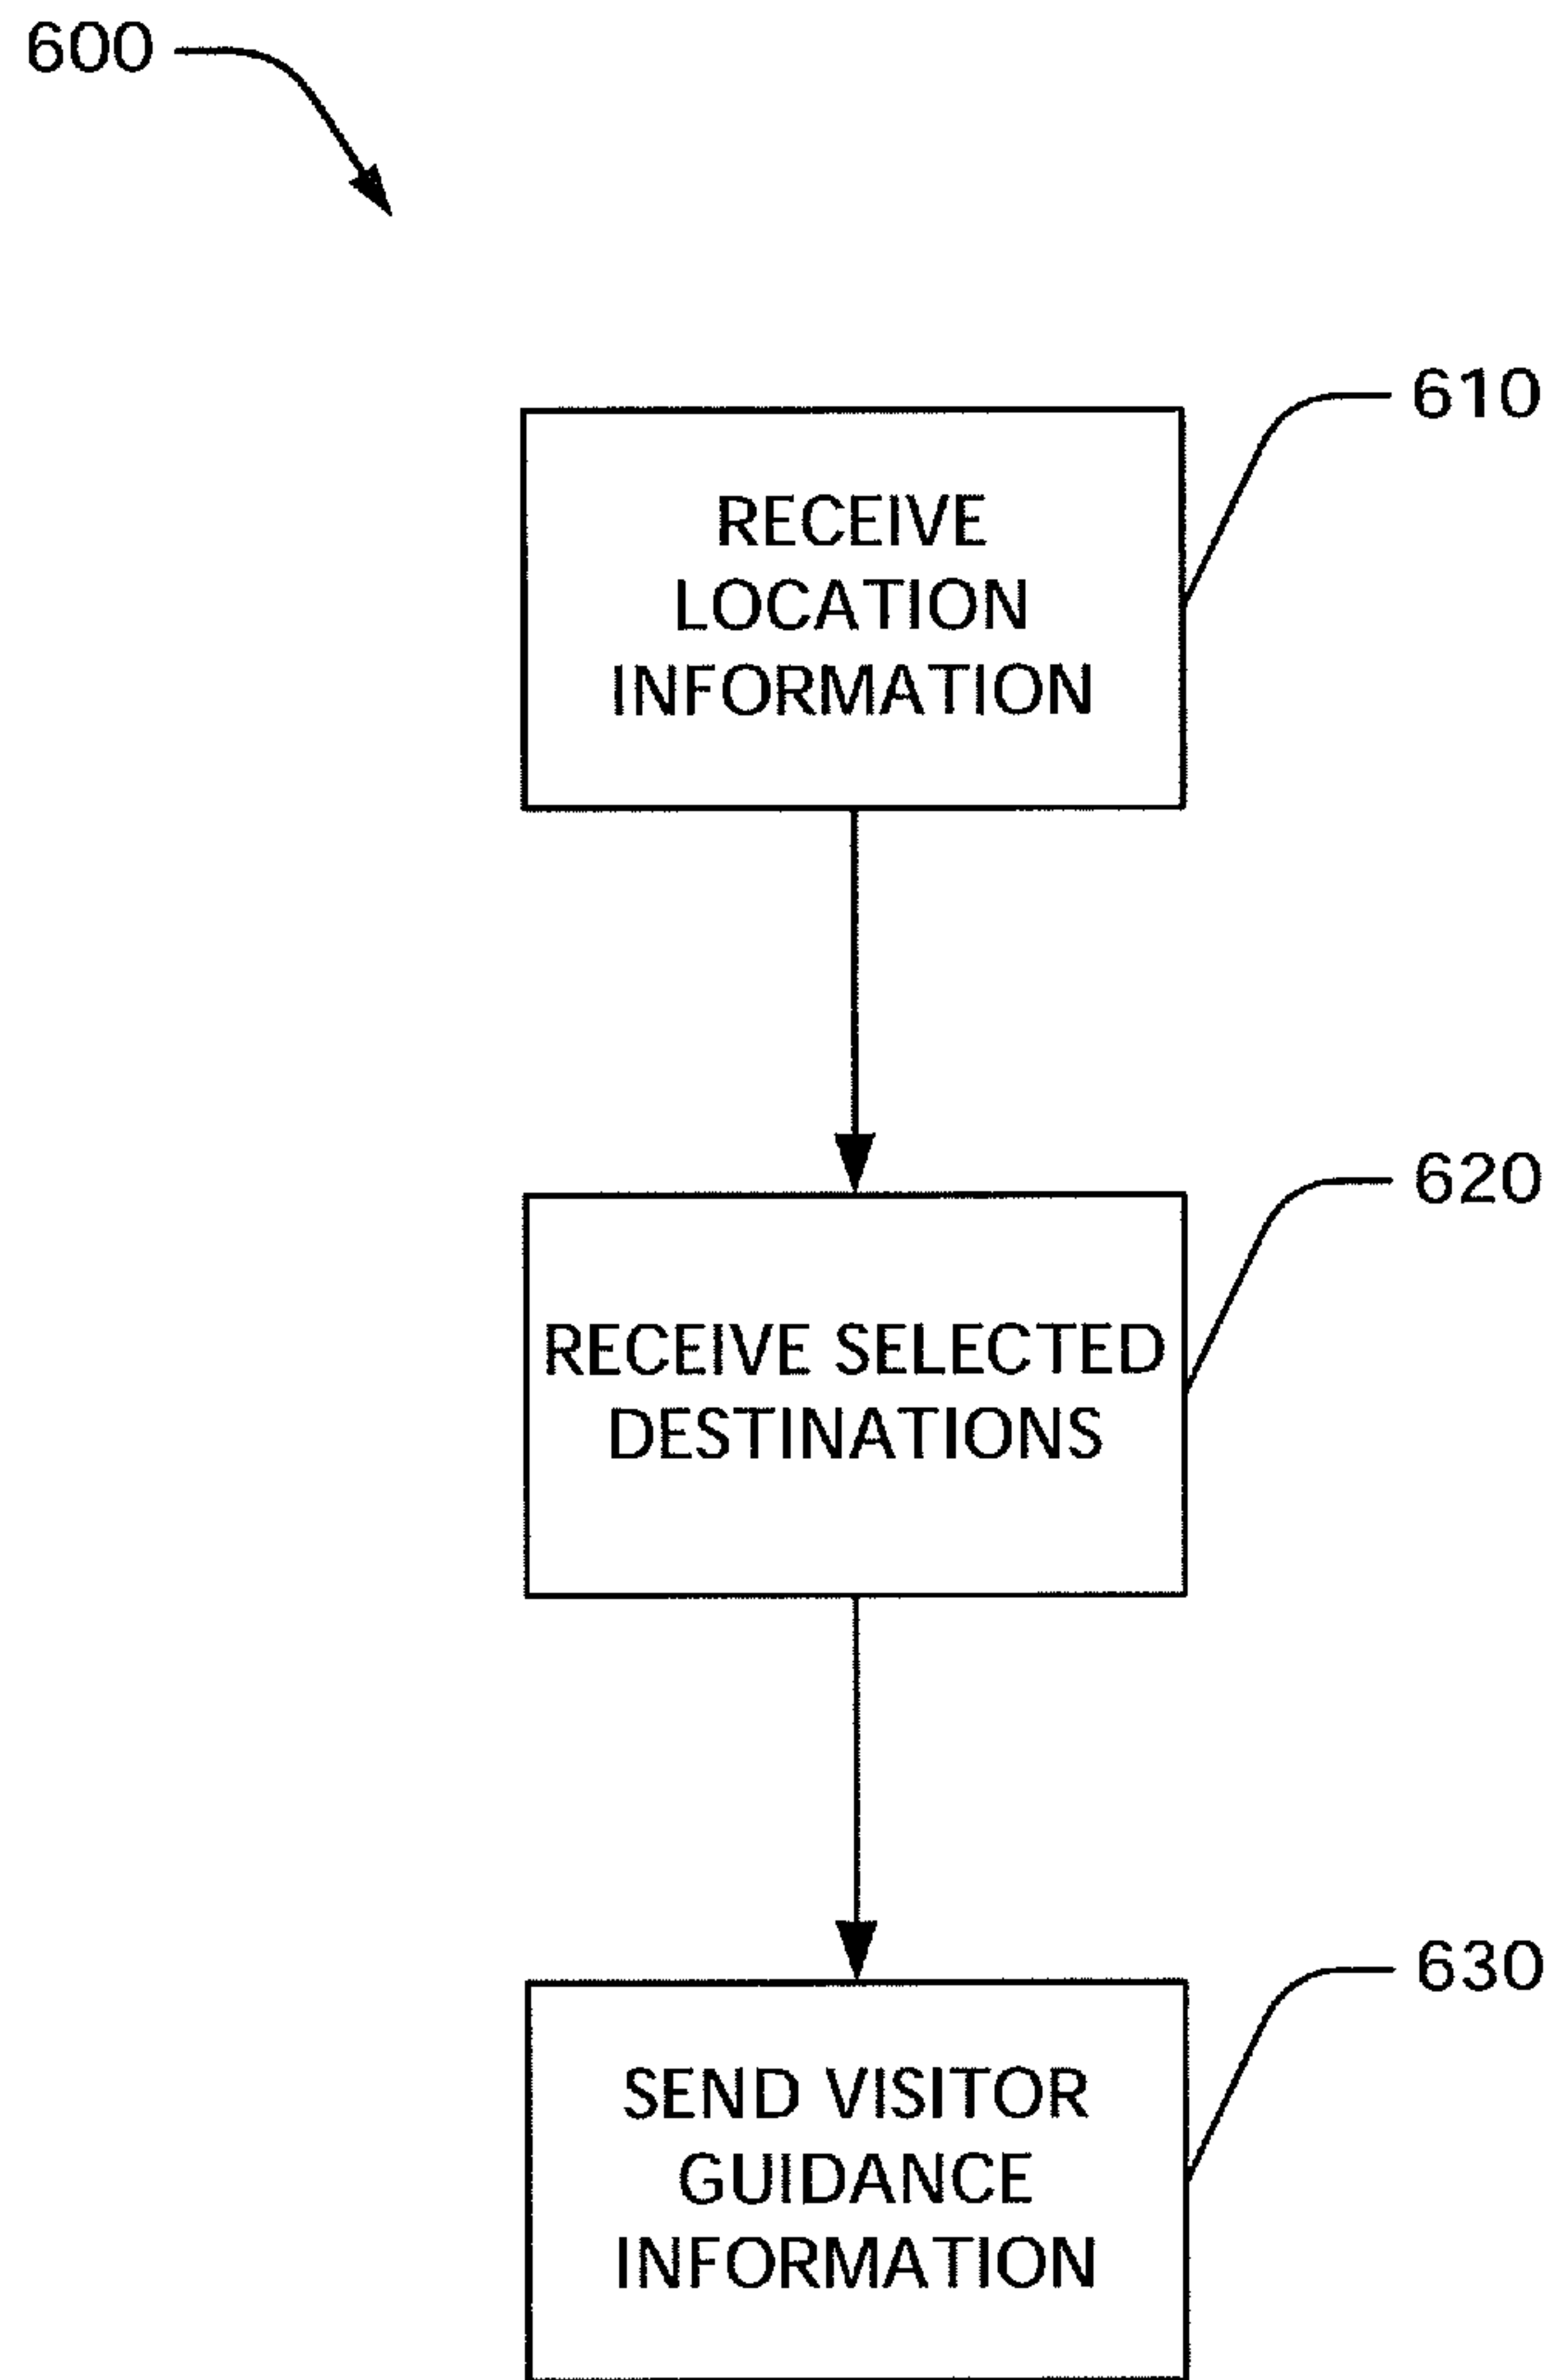 600
610
RECEIVE
LOCATION
INFORMATION
620
RECEIVE SELECTED
DESTINATIONS
630
SEND VISITOR
GUIDANCE
INFORMATION